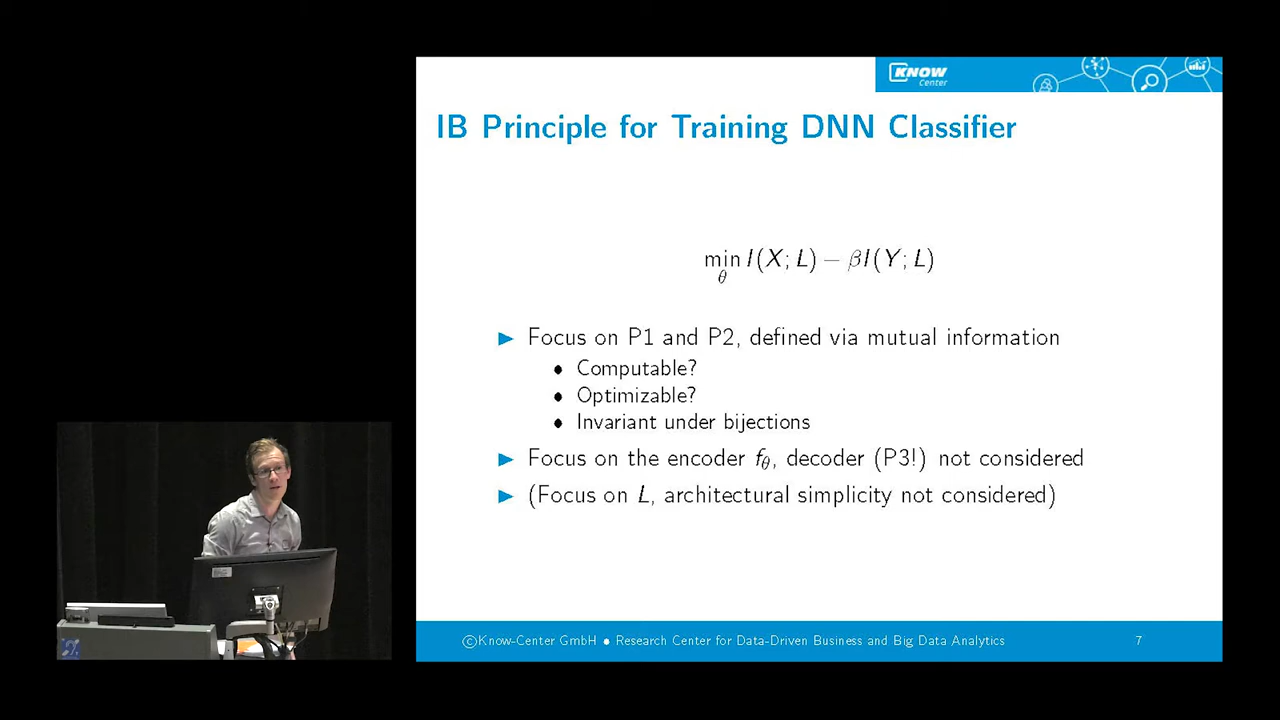 KNOW
Center
IB Principle for Training DNN Classifier
min I(X; L) − βI(Y; L)
θ
▶ Focus on P1 and P2, defined via mutual information
• Computable?
• Optimizable?
• Invariant under bijections
▶ Focus on the encoder fθ, decoder (P3!) not considered
▶ (Focus on L, architectural simplicity not considered)
©Know-Center GmbH • Research Center for Data-Driven Business and Big Data Analytics
7